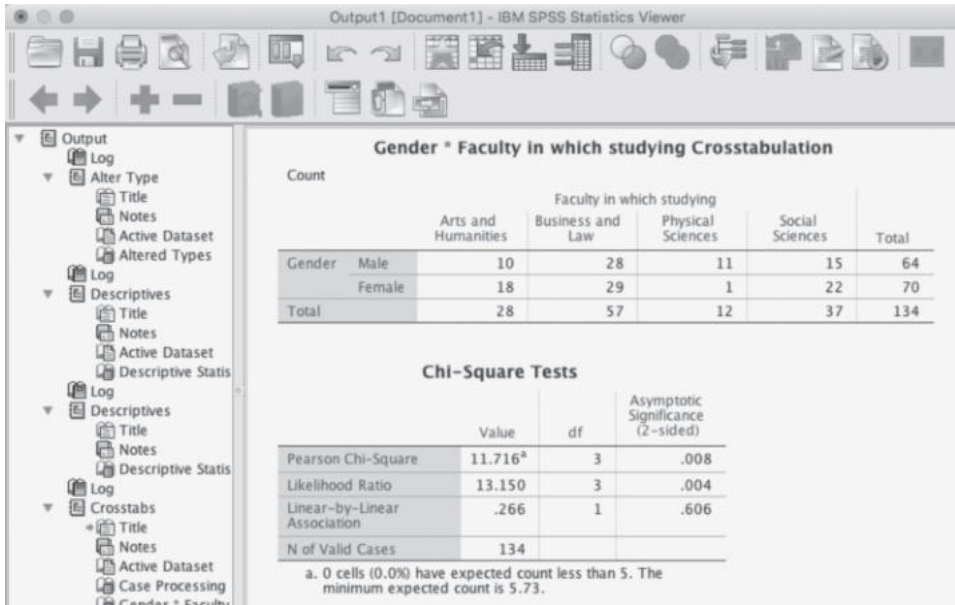 Output1 [Document1] - IBM SPSS Statistics Viewer
Output
Log
Alter Type
Title
Notes
Active Dataset
Altered Types
Log
Descriptives
Title
Notes
Active Dataset
Descriptive Statis
Log
Descriptives
Title
Notes
Descriptive Statis
Log
Crosstabs
Title
Notes
Active Dataset
Case Processing
Gender * Faculty
Gender * Faculty in which studying Crosstabulation
Count
Faculty in which studying
Arts and Humanities Business and Law Physical Sciences Social Sciences Total
Gender Male 10 28 11 15 64
Female 18 29 1 22 70
Total 28 57 12 37 134
Chi-Square Tests
Value df Asymptotic Significance (2-sided)
Pearson Chi-Square 11.716a 3 .008
Likelihood Ratio 13.150 3 .004
Linear-by-Linear Association .266 1 .606
N of Valid Cases 134
a. 0 cells (0.0%) have expected count less than 5. The
minimum expected count is 5.73.